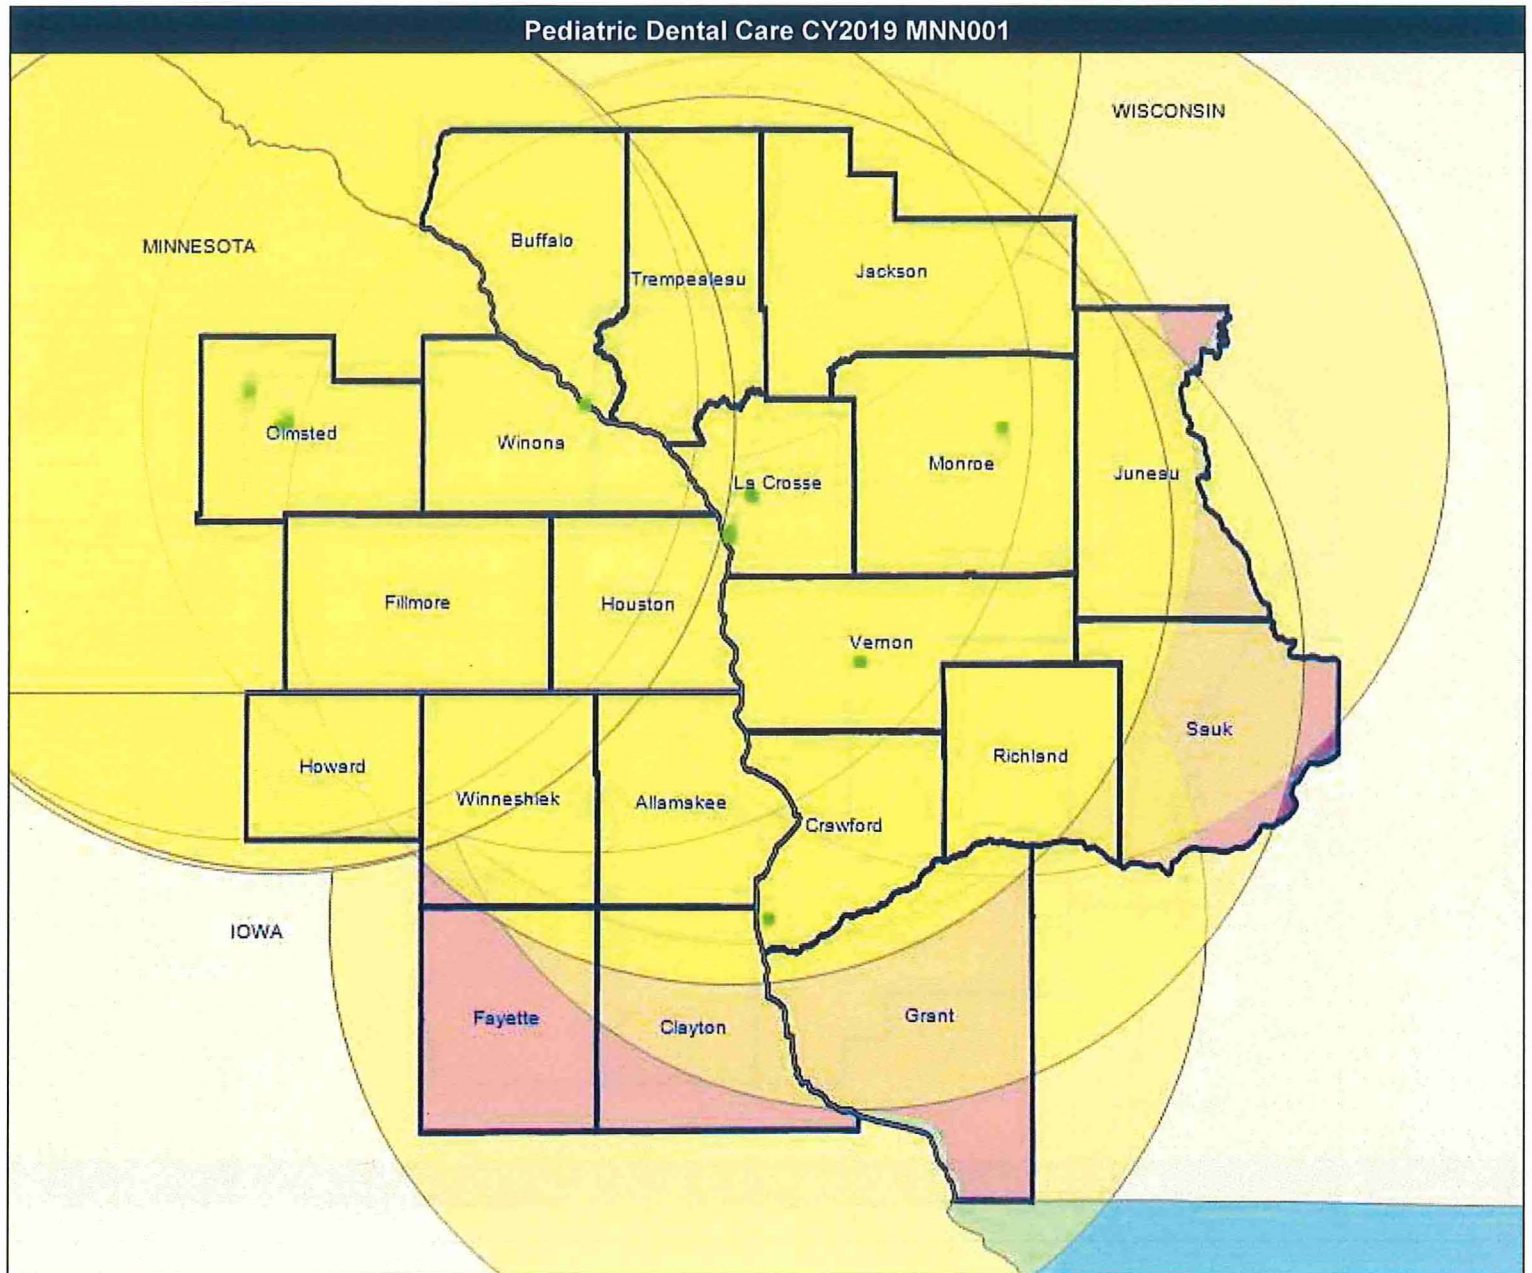 Pediatric Dental Care CY2019 MNN001
WISCONSIN
MINNESOTA
Buffalo
Trempealeau
Jackson
Olmsted
Winona
La Crosse
Monroe
Juneau
Fillmore
Houston
Vernon
Sauk
Richland
Howard
Winneshiek
Allamakee
Crawford
IOWA
Fayette
Clayton
Grant